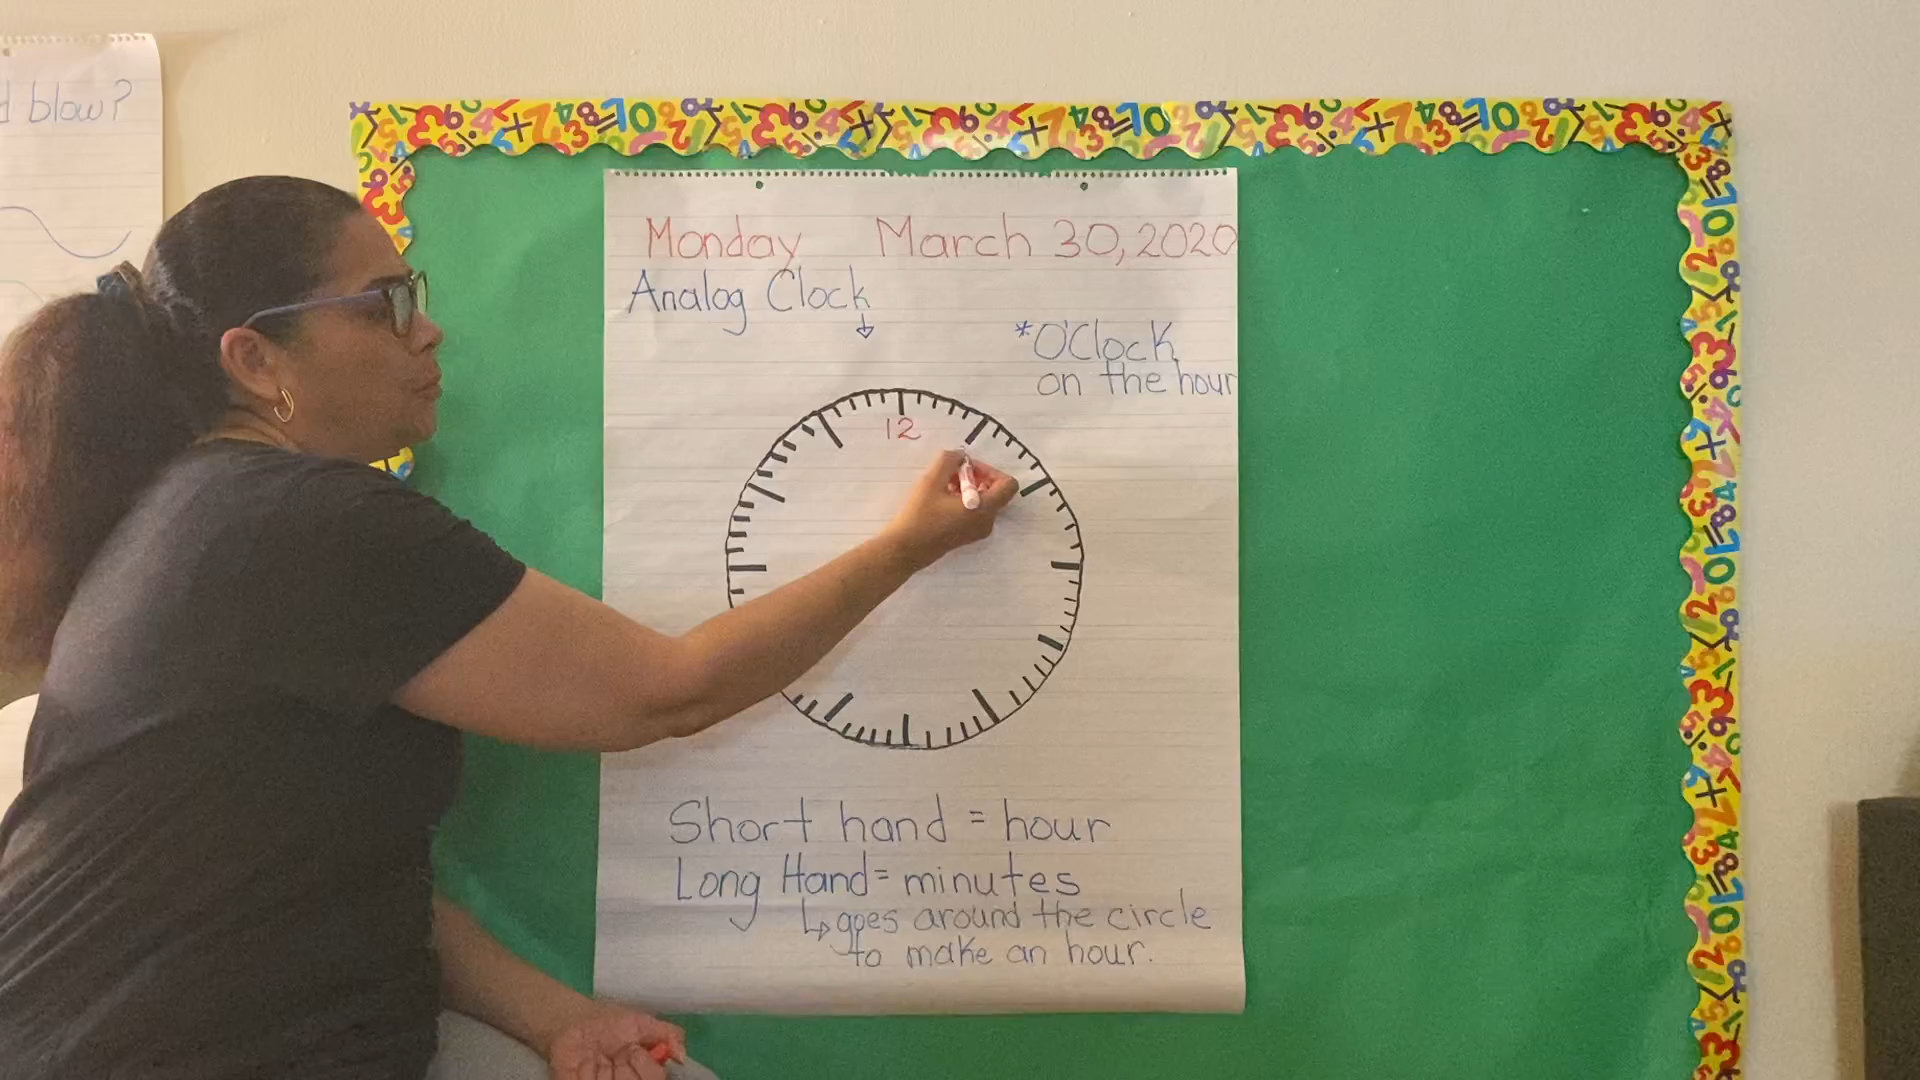 d blow?
Monday March 30, 2020
Analog Clock
*O'Clock
on the hour
12
Short hand = hour
Long Hand = minutes
↳ goes around the circle
to make an hour.